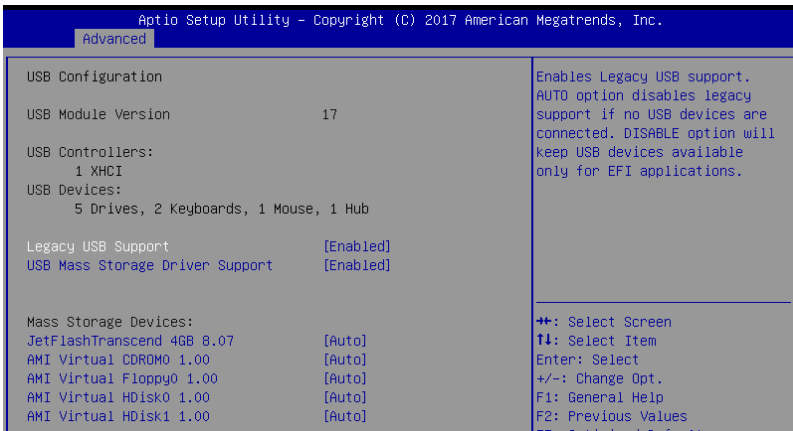 Aptio Setup Utility – Copyright (C) 2017 American Megatrends, Inc.
Advanced
USB Configuration
USB Module Version 17
USB Controllers:
1 XHCI
USB Devices:
5 Drives, 2 Keyboards, 1 Mouse, 1 Hub
Legacy USB Support [Enabled]
USB Mass Storage Driver Support [Enabled]
Mass Storage Devices:
JetFlashTranscend 4GB 8.07 [Auto]
AMI Virtual CDROM0 1.00 [Auto]
AMI Virtual Floppy0 1.00 [Auto]
AMI Virtual HDisk0 1.00 [Auto]
AMI Virtual HDisk1 1.00 [Auto]
Enables Legacy USB support.
AUTO option disables legacy
support if no USB devices are
connected. DISABLE option will
keep USB devices available
only for EFI applications.
→←: Select Screen
↑↓: Select Item
Enter: Select
+/-: Change Opt.
F1: General Help
F2: Previous Values